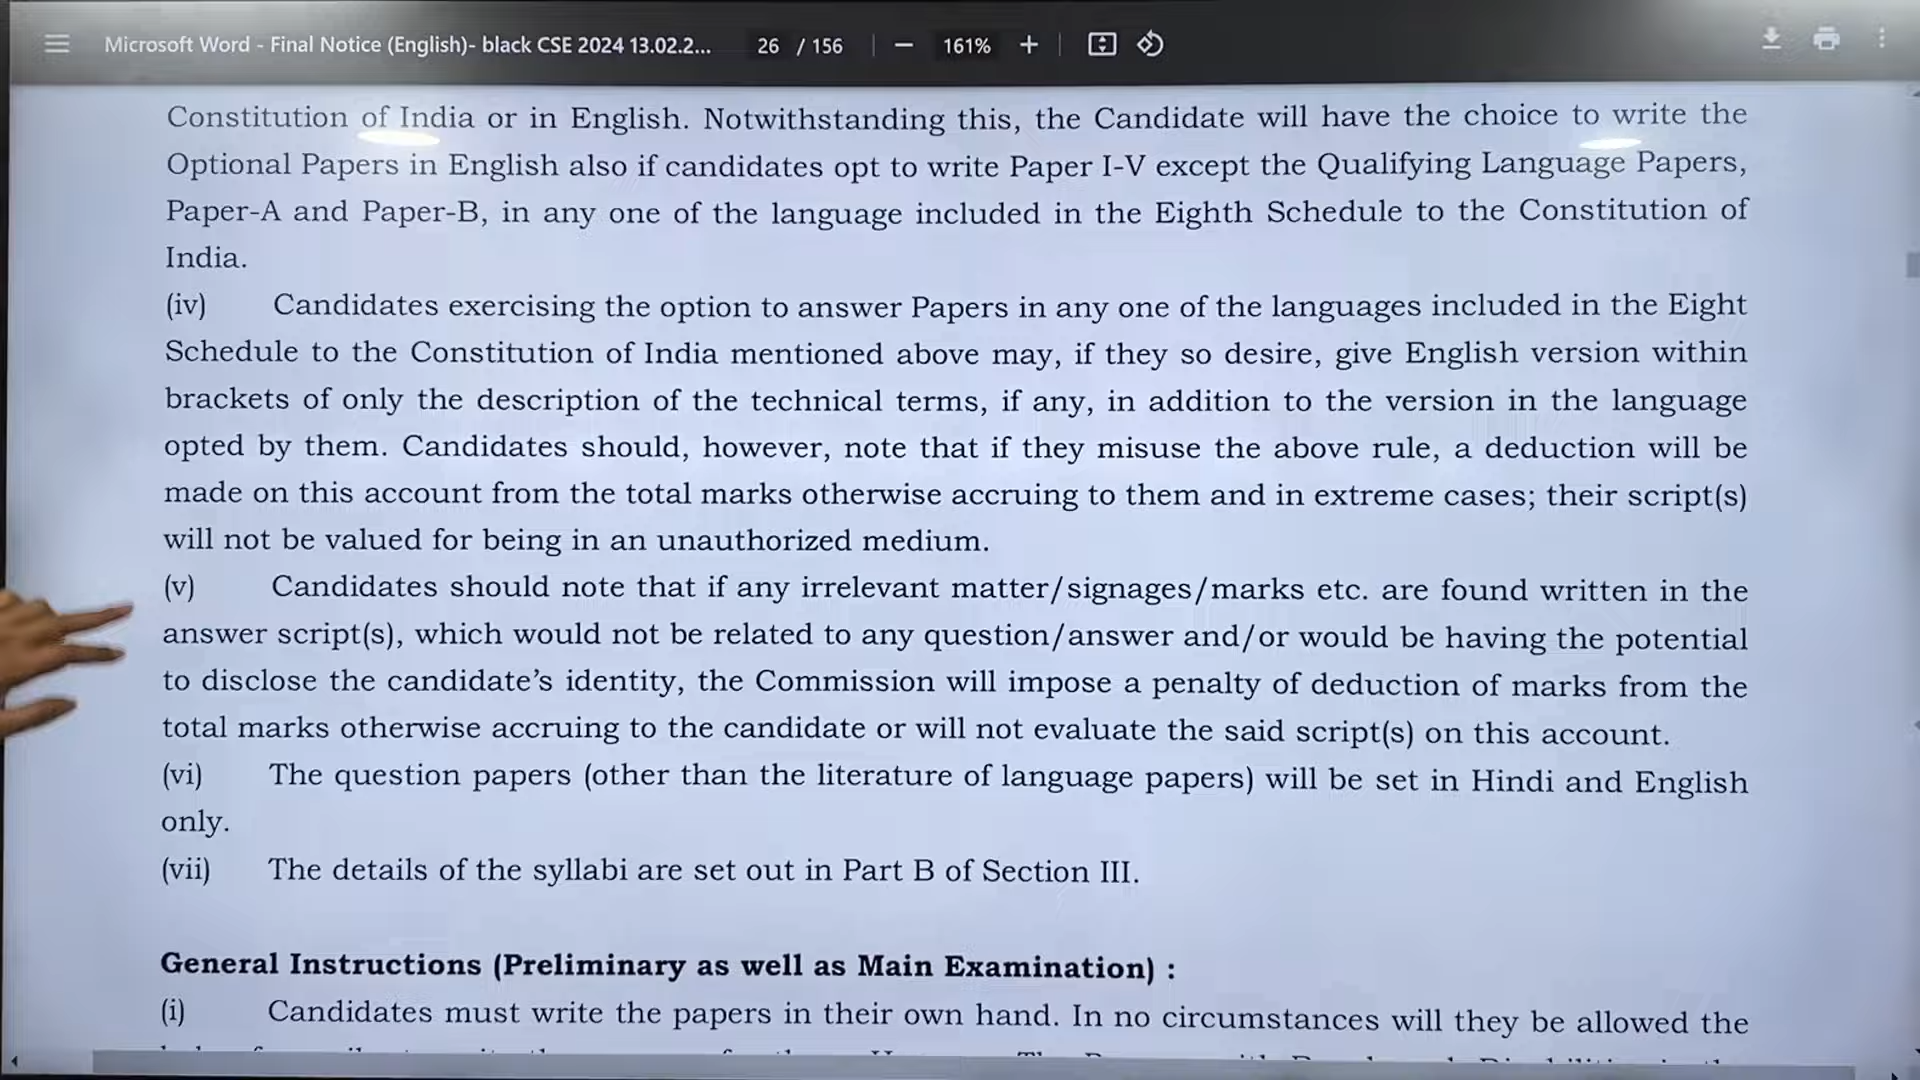 Microsoft Word - Final Notice (English)- black CSE 2024 13.02.2... 26 / 156 161%
Constitution of India or in English. Notwithstanding this, the Candidate will have the choice to write the
Optional Papers in English also if candidates opt to write Paper I-V except the Qualifying Language Papers,
Paper-A and Paper-B, in any one of the language included in the Eighth Schedule to the Constitution of
India.
(iv) Candidates exercising the option to answer Papers in any one of the languages included in the Eight
Schedule to the Constitution of India mentioned above may, if they so desire, give English version within
brackets of only the description of the technical terms, if any, in addition to the version in the language
opted by them. Candidates should, however, note that if they misuse the above rule, a deduction will be
made on this account from the total marks otherwise accruing to them and in extreme cases; their script(s)
will not be valued for being in an unauthorized medium.
(v) Candidates should note that if any irrelevant matter/signages/marks etc. are found written in the
answer script(s), which would not be related to any question/answer and/or would be having the potential
to disclose the candidate’s identity, the Commission will impose a penalty of deduction of marks from the
total marks otherwise accruing to the candidate or will not evaluate the said script(s) on this account.
(vi) The question papers (other than the literature of language papers) will be set in Hindi and English
only.
(vii) The details of the syllabi are set out in Part B of Section III.
General Instructions (Preliminary as well as Main Examination) :
(i) Candidates must write the papers in their own hand. In no circumstances will they be allowed the